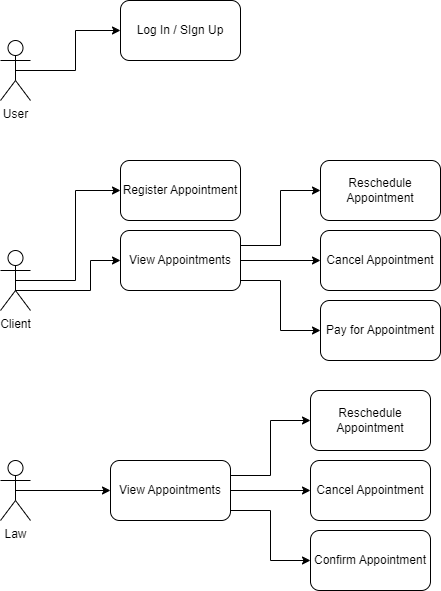 Log In / SIgn Up
User
Register Appointment
Reschedule
Appointment
View Appointments
Cancel Appointment
Client
Pay for Appointment
Reschedule
Appointment
View Appointments
Cancel Appointment
Law
Confirm Appointment